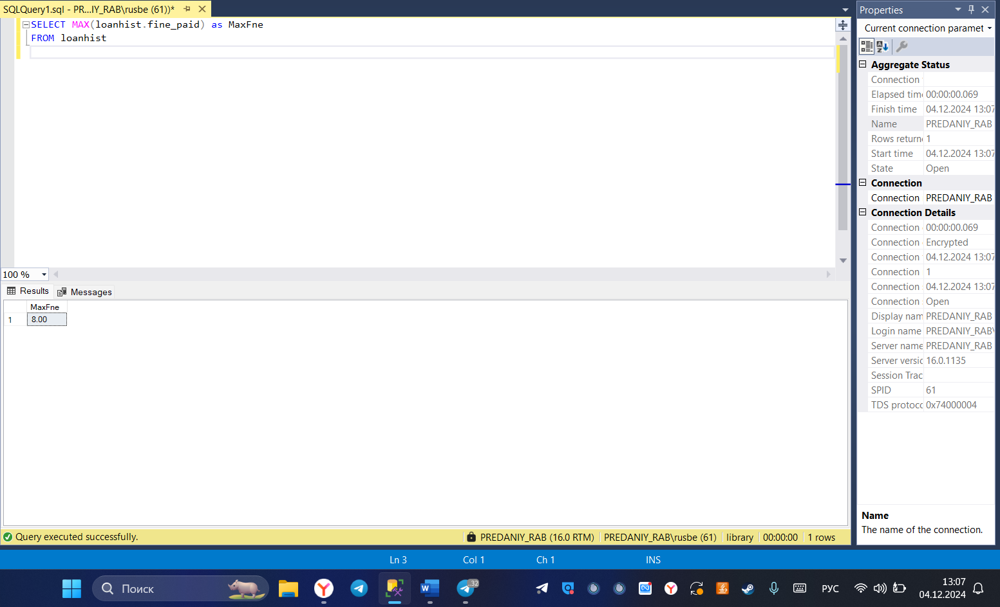 SQLQuery1.sql - PR...IY_RAB\rusbe (61))*
SELECT MAX(loanhist.fine_paid) as MaxFne
FROM loanhist
100 %
Results
Messages
MaxFne
1 8.00
Query executed successfully.
PREDANIY_RAB (16.0 RTM)
PREDANIY_RAB\rusbe (61)
library
00:00:00
1 rows
Properties
Current connection paramet
Aggregate Status
Connection
Elapsed tim 00:00:00.069
Finish time 04.12.2024 13:07
Name PREDANIY_RAB
Rows return 1
Start time 04.12.2024 13:07
State Open
Connection
Connection PREDANIY_RAB
Connection Details
Connection 00:00:00.069
Connection Encrypted
Connection 04.12.2024 13:07
Connection 1
Connection 04.12.2024 13:07
Connection Open
Display nam PREDANIY_RAB
Login name PREDANIY_RAB\
Server name PREDANIY_RAB
Server versic 16.0.1135
Session Trac
SPID 61
TDS protocc 0x74000004
Name
The name of the connection.
Ln 3
Col 1
Ch 1
INS
Поиск
..32
РУС
13:07
04.12.2024